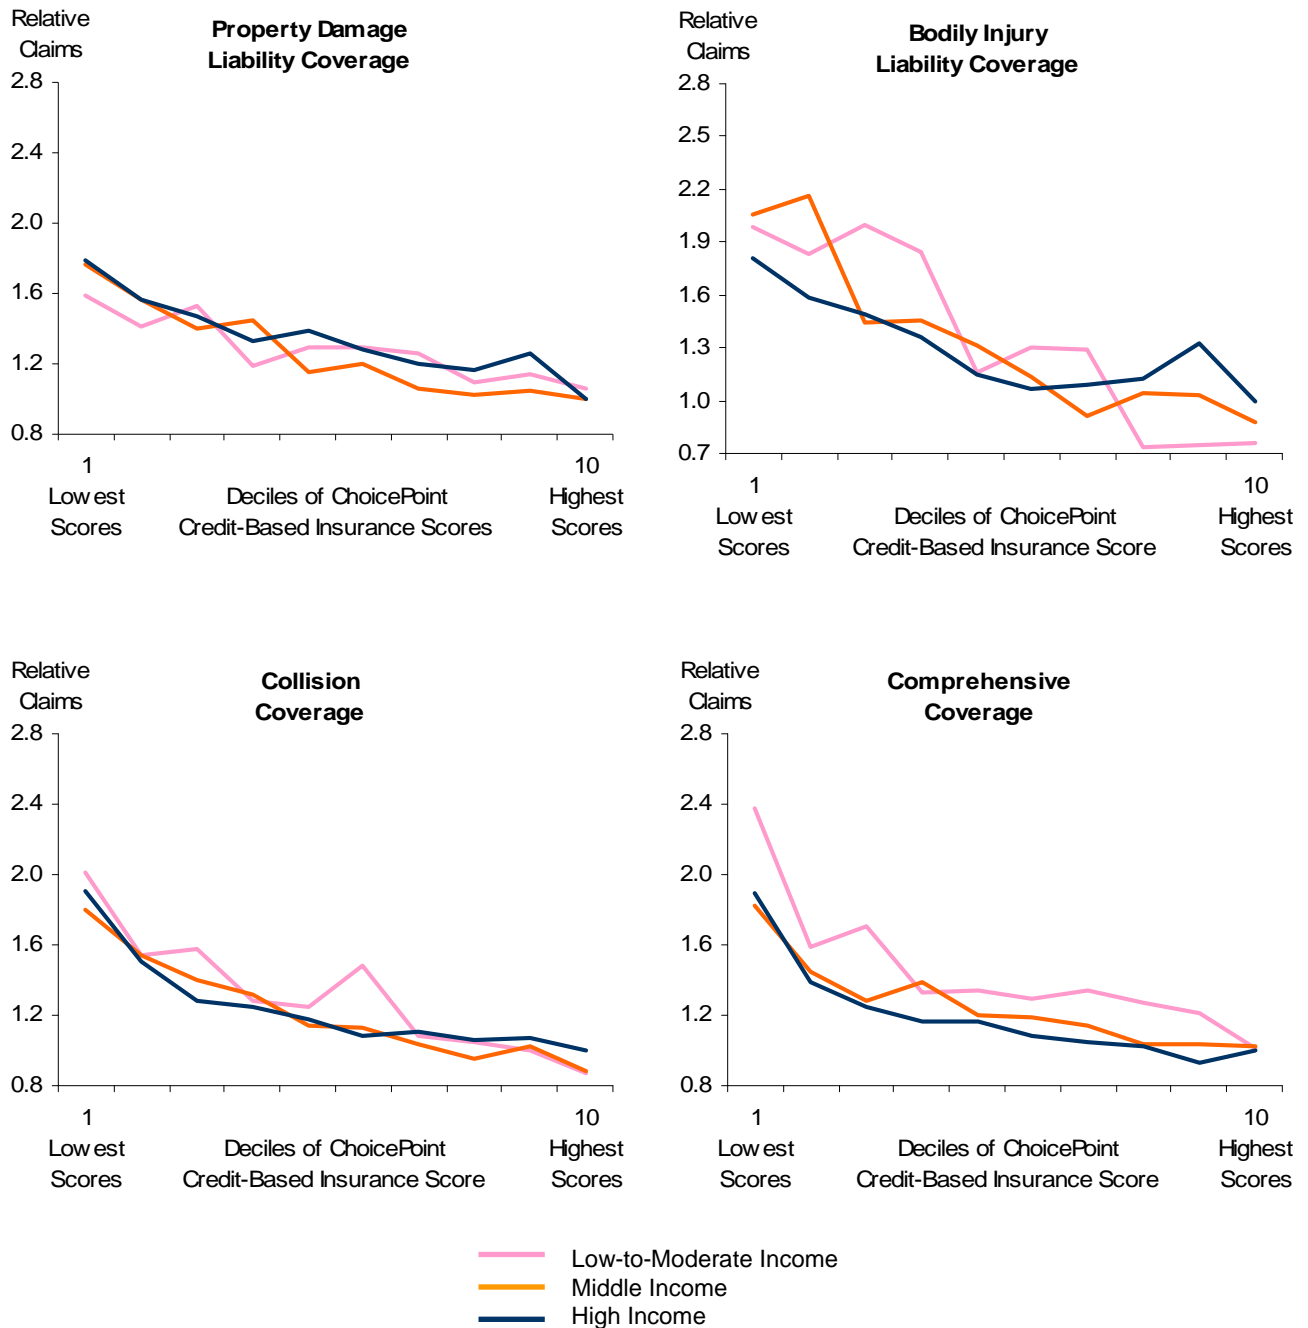 Relative
Claims
Property Damage
Liability Coverage
2.8
2.4
2.0
1.6
1.2
0.8
1
10
Lowest
Scores
Deciles of ChoicePoint
Credit-Based Insurance Scores
Highest
Scores
Relative
Claims
Bodily Injury
Liability Coverage
2.8
2.5
2.2
1.9
1.6
1.3
1.0
0.7
1
10
Lowest
Scores
Deciles of ChoicePoint
Credit-Based Insurance Score
Highest
Scores
Relative
Claims
Collision
Coverage
2.8
2.4
2.0
1.6
1.2
0.8
1
10
Lowest
Scores
Deciles of ChoicePoint
Credit-Based Insurance Score
Highest
Scores
Relative
Claims
Comprehensive
Coverage
2.8
2.4
2.0
1.6
1.2
0.8
1
10
Lowest
Scores
Deciles of ChoicePoint
Credit-Based Insurance Score
Highest
Scores
Low-to-Moderate Income
Middle Income
High Income